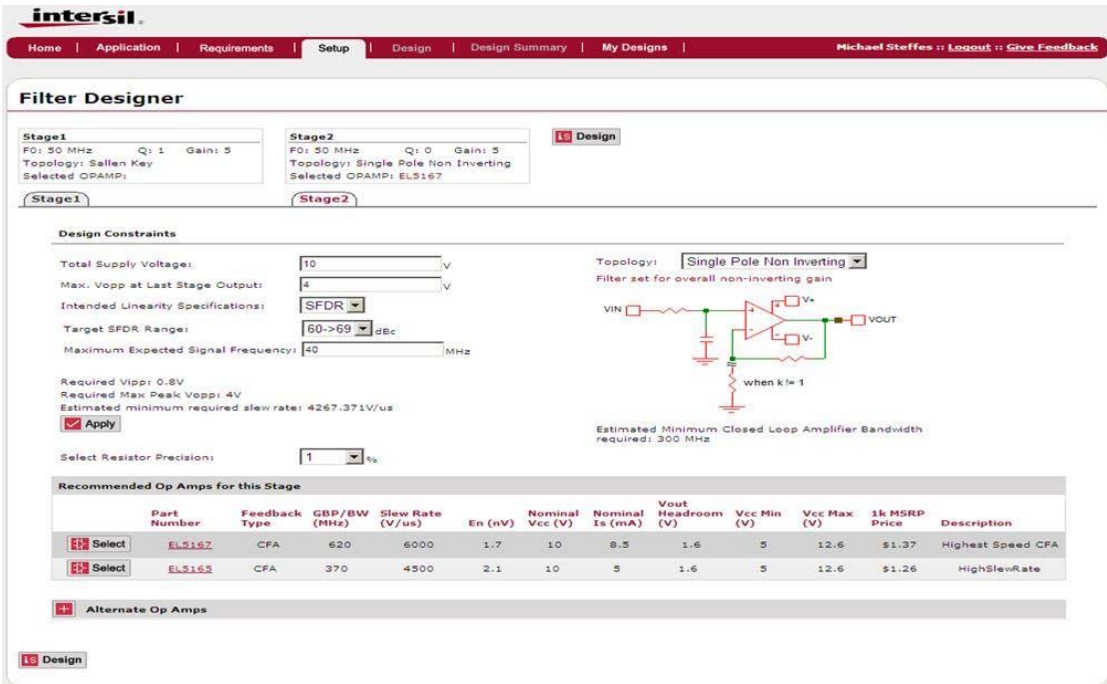 intersil.
Home | Application | Requirements | Setup | Design | Design Summary | My Designs | Michael Steffes :: Logout :: Give Feedback
Filter Designer
Stage1
F0: 50 MHz Q: 1 Gain: 5
Topology: Sallen Key
Selected OPAMP:
Stage2
F0: 50 MHz Q: 0 Gain: 5
Topology: Single Pole Non Inverting
Selected OPAMP: EL5167
is Design
Stage1
Stage2
Design Constraints
Total Supply Voltage: 10 V
Max. Vopp at Last Stage Output: 4 V
Intended Linearity Specifications: SFDR
Target SFDR Range: 60->69 dBc
Maximum Expected Signal Frequency: 40 MHz
Required Vipp: 0.8V
Required Max Peak Vopp: 4V
Estimated minimum required slew rate: 4267.371V/us
Apply
Select Resistor Precision: 1 %
Topology: Single Pole Non Inverting
Filter set for overall non-inverting gain
VIN
V+
VOUT
V-
when k != 1
Estimated Minimum Closed Loop Amplifier Bandwidth
required: 300 MHz
Recommended Op Amps for this Stage
Part Number Feedback Type GBP/BW (MHz) Slew Rate (V/us) En (nV) Nominal Vcc (V) Nominal Is (mA) Vout Headroom (V) Vcc Min (V) Vcc Max (V) 1k MSRP Price Description
Select EL5167 CFA 620 6000 1.7 10 8.5 1.6 5 12.6 $1.37 Highest Speed CFA
Select EL5165 CFA 370 4500 2.1 10 5 1.6 5 12.6 $1.26 HighSlewRate
Alternate Op Amps
is Design